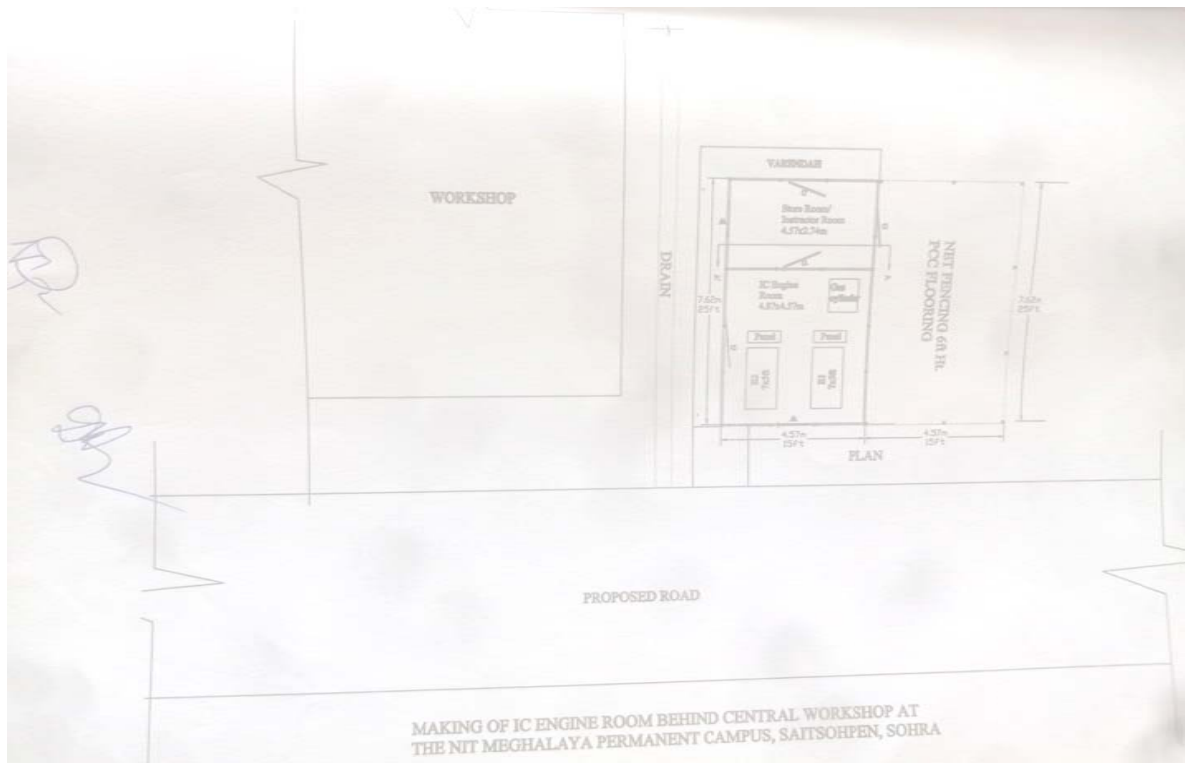 WORKSHOP
DRAIN
VARENDAH
Store Room/
Instructor Room
4.57x2.74m
IC Engine
Room
4.87x4.57m
Gas
cylinder
Panel
Panel
7.62m
25Ft
NET FENCING 6ft Ht.
PCC FLOORING
7.62m
25Ft
4.57m
15Ft
4.57m
15Ft
PLAN
PROPOSED ROAD
MAKING OF IC ENGINE ROOM BEHIND CENTRAL WORKSHOP AT
THE NIT MEGHALAYA PERMANENT CAMPUS, SAITSOHPEN, SOHRA